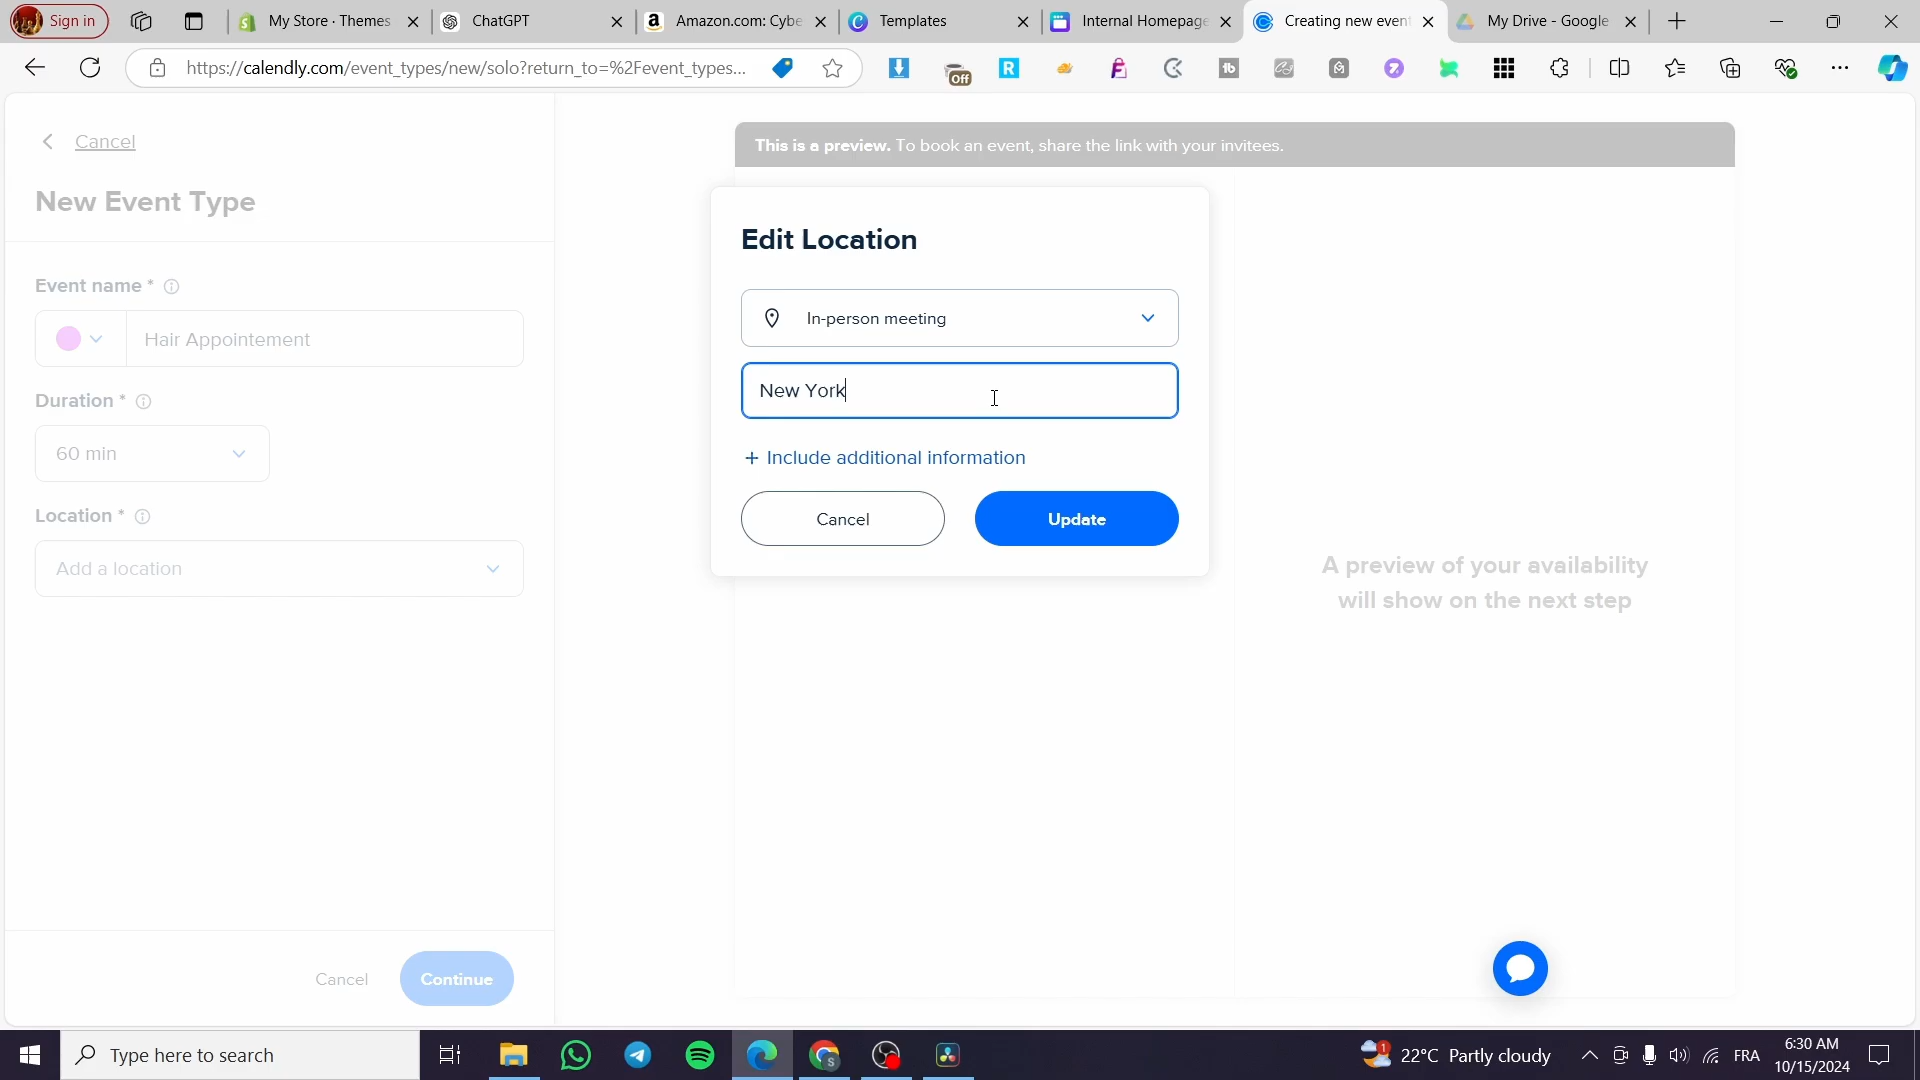 Sign in
My Store · Themes
ChatGPT
Amazon.com: Cybe
Templates
Internal Homepage
Creating new event
My Drive - Google
https://calendly.com/event_types/new/solo?return_to=%2Fevent_types...
Off
Cancel
New Event Type
Event name *
Hair Appointement
Duration *
60 min
Location *
Add a location
Cancel
Continue
This is a preview. To book an event, share the link with your invitees.
Edit Location
In-person meeting
New York
+ Include additional information
Cancel
Update
A preview of your availability
will show on the next step
Type here to search
1
22°C Partly cloudy
FRA
6:30 AM
10/15/2024